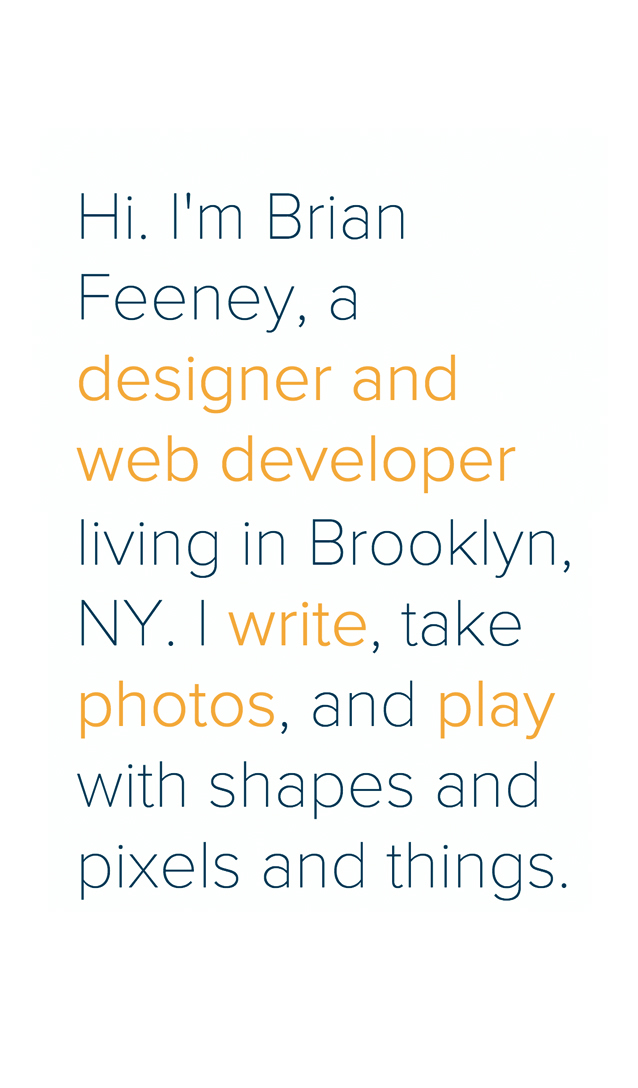 Hi. I'm Brian
Feeney, a
designer and
web developer
living in Brooklyn,
NY. I write, take
photos, and play
with shapes and
pixels and things.